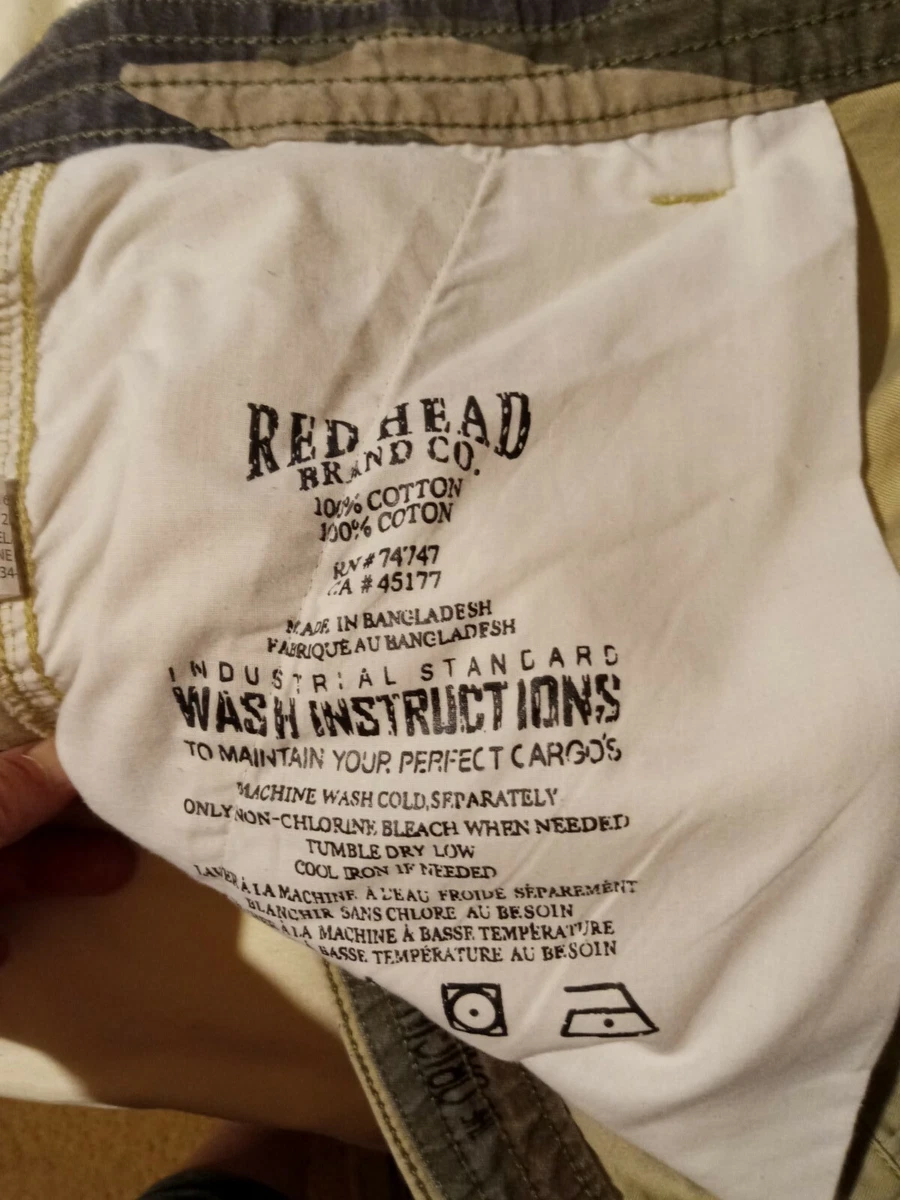 RED HEAD
BRAND CO.
100% COTTON
100% COTON
RN# 74747
CA # 45177
MADE IN BANGLADESH
FABRIQUÉ AU BANGLADESH
INDUSTRIAL STANDARD
WASH INSTRUCTIONS
TO MAINTAIN YOUR PERFECT CARGO'S
MACHINE WASH COLD, SEPARATELY
ONLY NON-CHLORINE BLEACH WHEN NEEDED
TUMBLE DRY LOW
COOL IRON IF NEEDED
LAVER À LA MACHINE À L'EAU FROIDE SÉPARÉMENT
BLANCHIR SANS CHLORE AU BESOIN
À LA MACHINE À BASSE TEMPÉRATURE
BASSE TEMPÉRATURE AU BESOIN
34